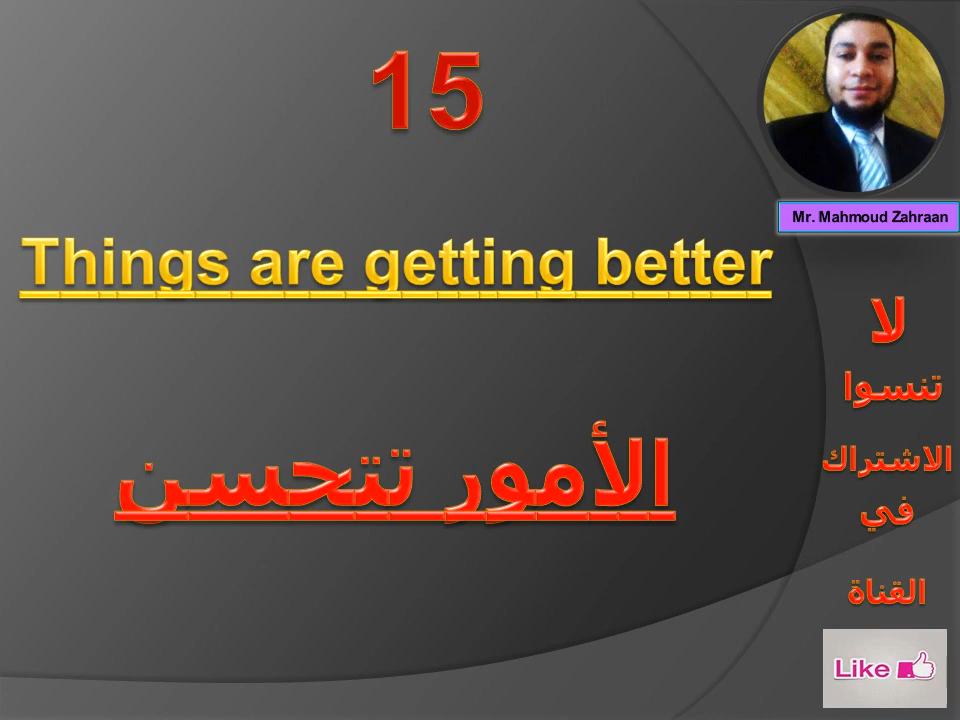 15
Mr. Mahmoud Zahraan
Things are getting better
الأمور تتحسن
لا
تنسوا
الاشتراك
في
القناة
Like